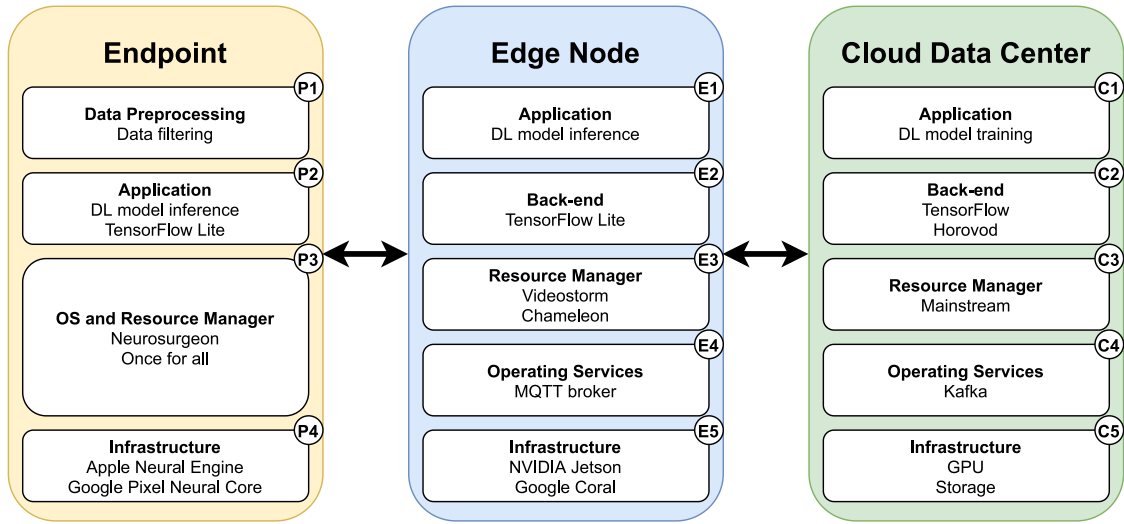 Endpoint
P1
Data Preprocessing
Data filtering
P2
Application
DL model inference
TensorFlow Lite
P3
OS and Resource Manager
Neurosurgeon
Once for all
P4
Infrastructure
Apple Neural Engine
Google Pixel Neural Core
Edge Node
E1
Application
DL model inference
E2
Back-end
TensorFlow Lite
E3
Resource Manager
Videostorm
Chameleon
E4
Operating Services
MQTT broker
E5
Infrastructure
NVIDIA Jetson
Google Coral
Cloud Data Center
C1
Application
DL model training
C2
Back-end
TensorFlow
Horovod
C3
Resource Manager
Mainstream
C4
Operating Services
Kafka
C5
Infrastructure
GPU
Storage